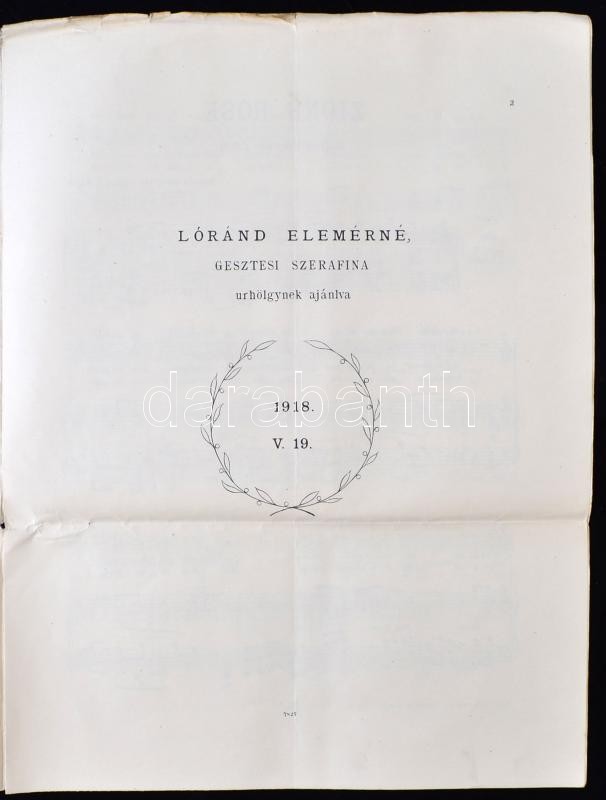 2
LÓRÁND ELEMÉRNÉ,
GESZTESI SZERAFINA
urhölgynek ajánlva
darabanth
1918.
V. 19.